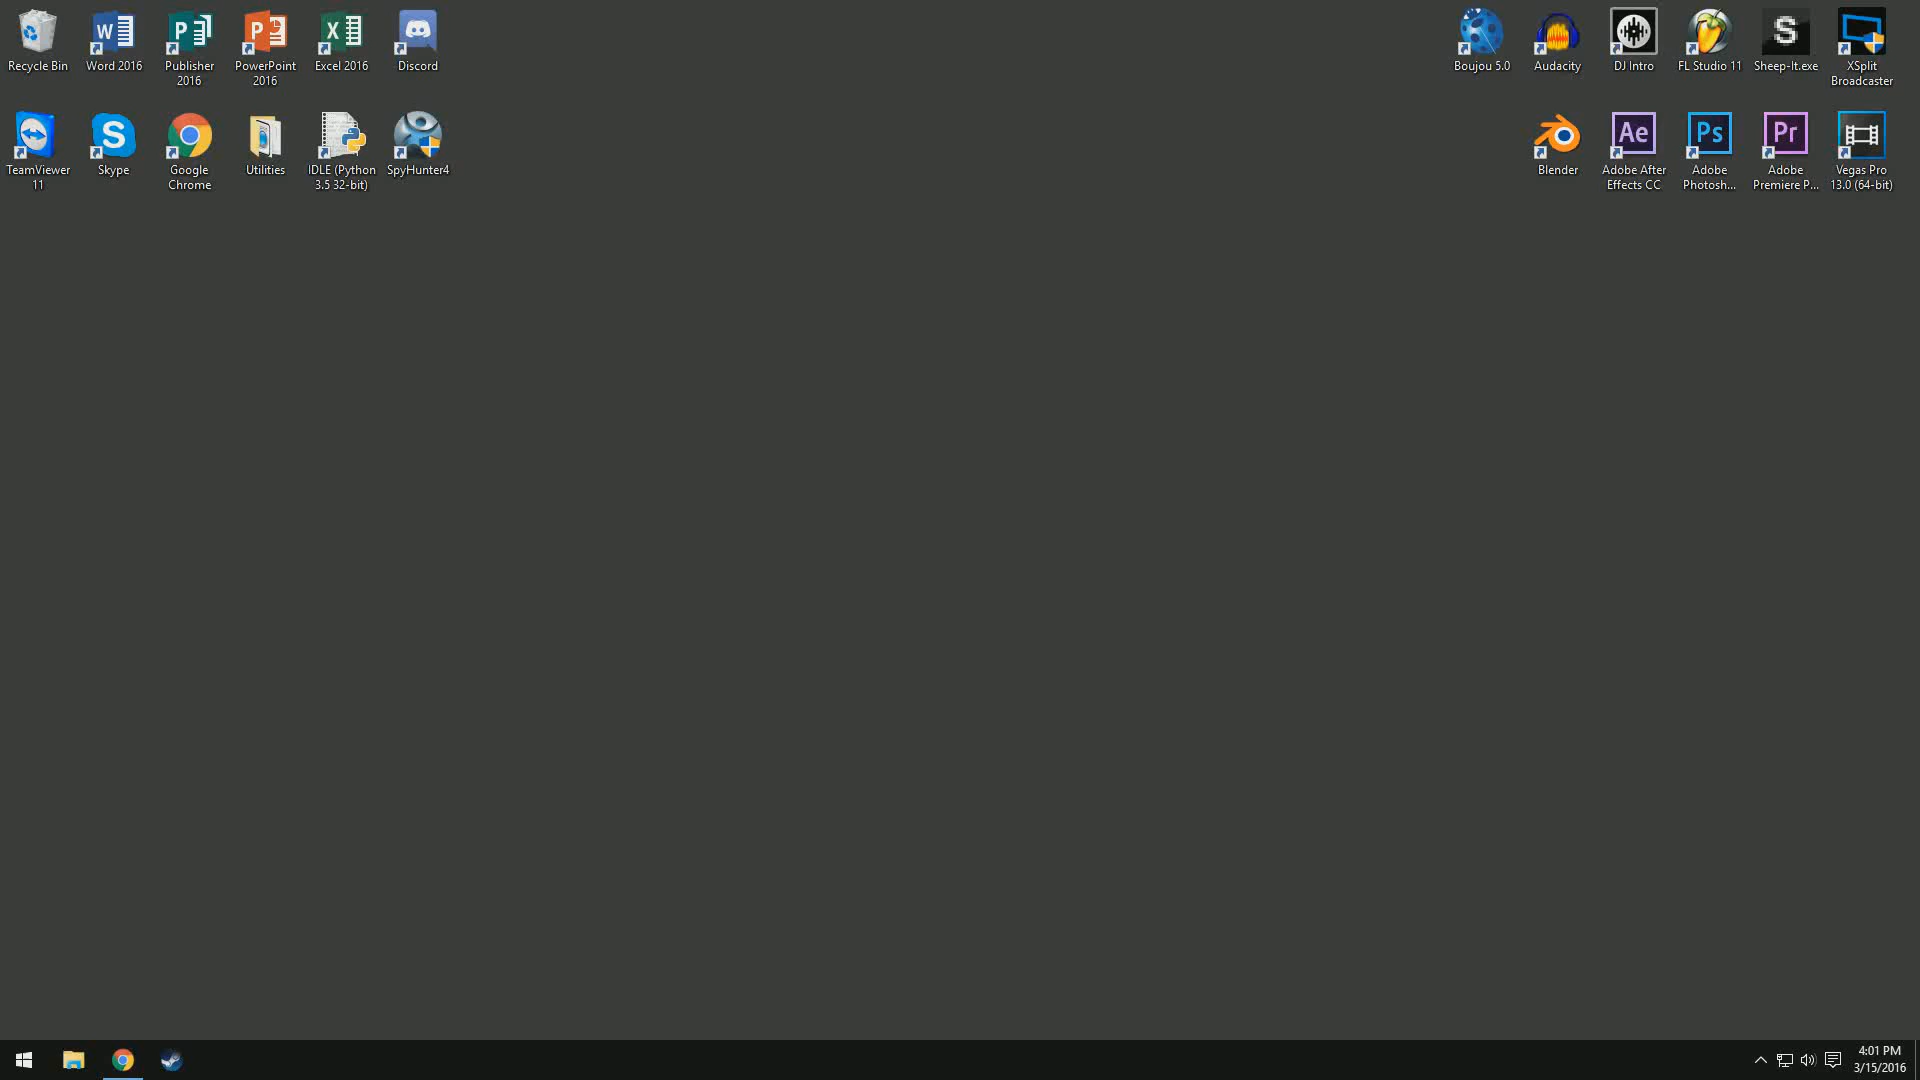 Recycle Bin
Word 2016
Publisher
2016
PowerPoint
2016
Excel 2016
Discord
Boujou 5.0
Audacity
DJ Intro
FL Studio 11
Sheep-It.exe
XSplit
Broadcaster
TeamViewer
11
Skype
Google
Chrome
Utilities
IDLE (Python
3.5 32-bit)
SpyHunter4
Blender
Adobe After
Effects CC
Adobe
Photosh...
Adobe
Premiere P...
Vegas Pro
13.0 (64-bit)
4:01 PM
3/15/2016